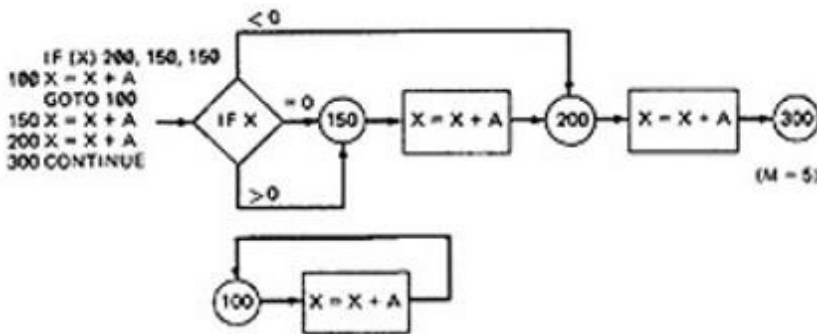 IF (X) 200, 150, 150
100 X = X + A
GOTO 100
150 X = X + A
200 X = X + A
300 CONTINUE
< 0
IF X
= 0
150
X = X + A
200
X = X + A
300
> 0
(M = 5)
100
X = X + A